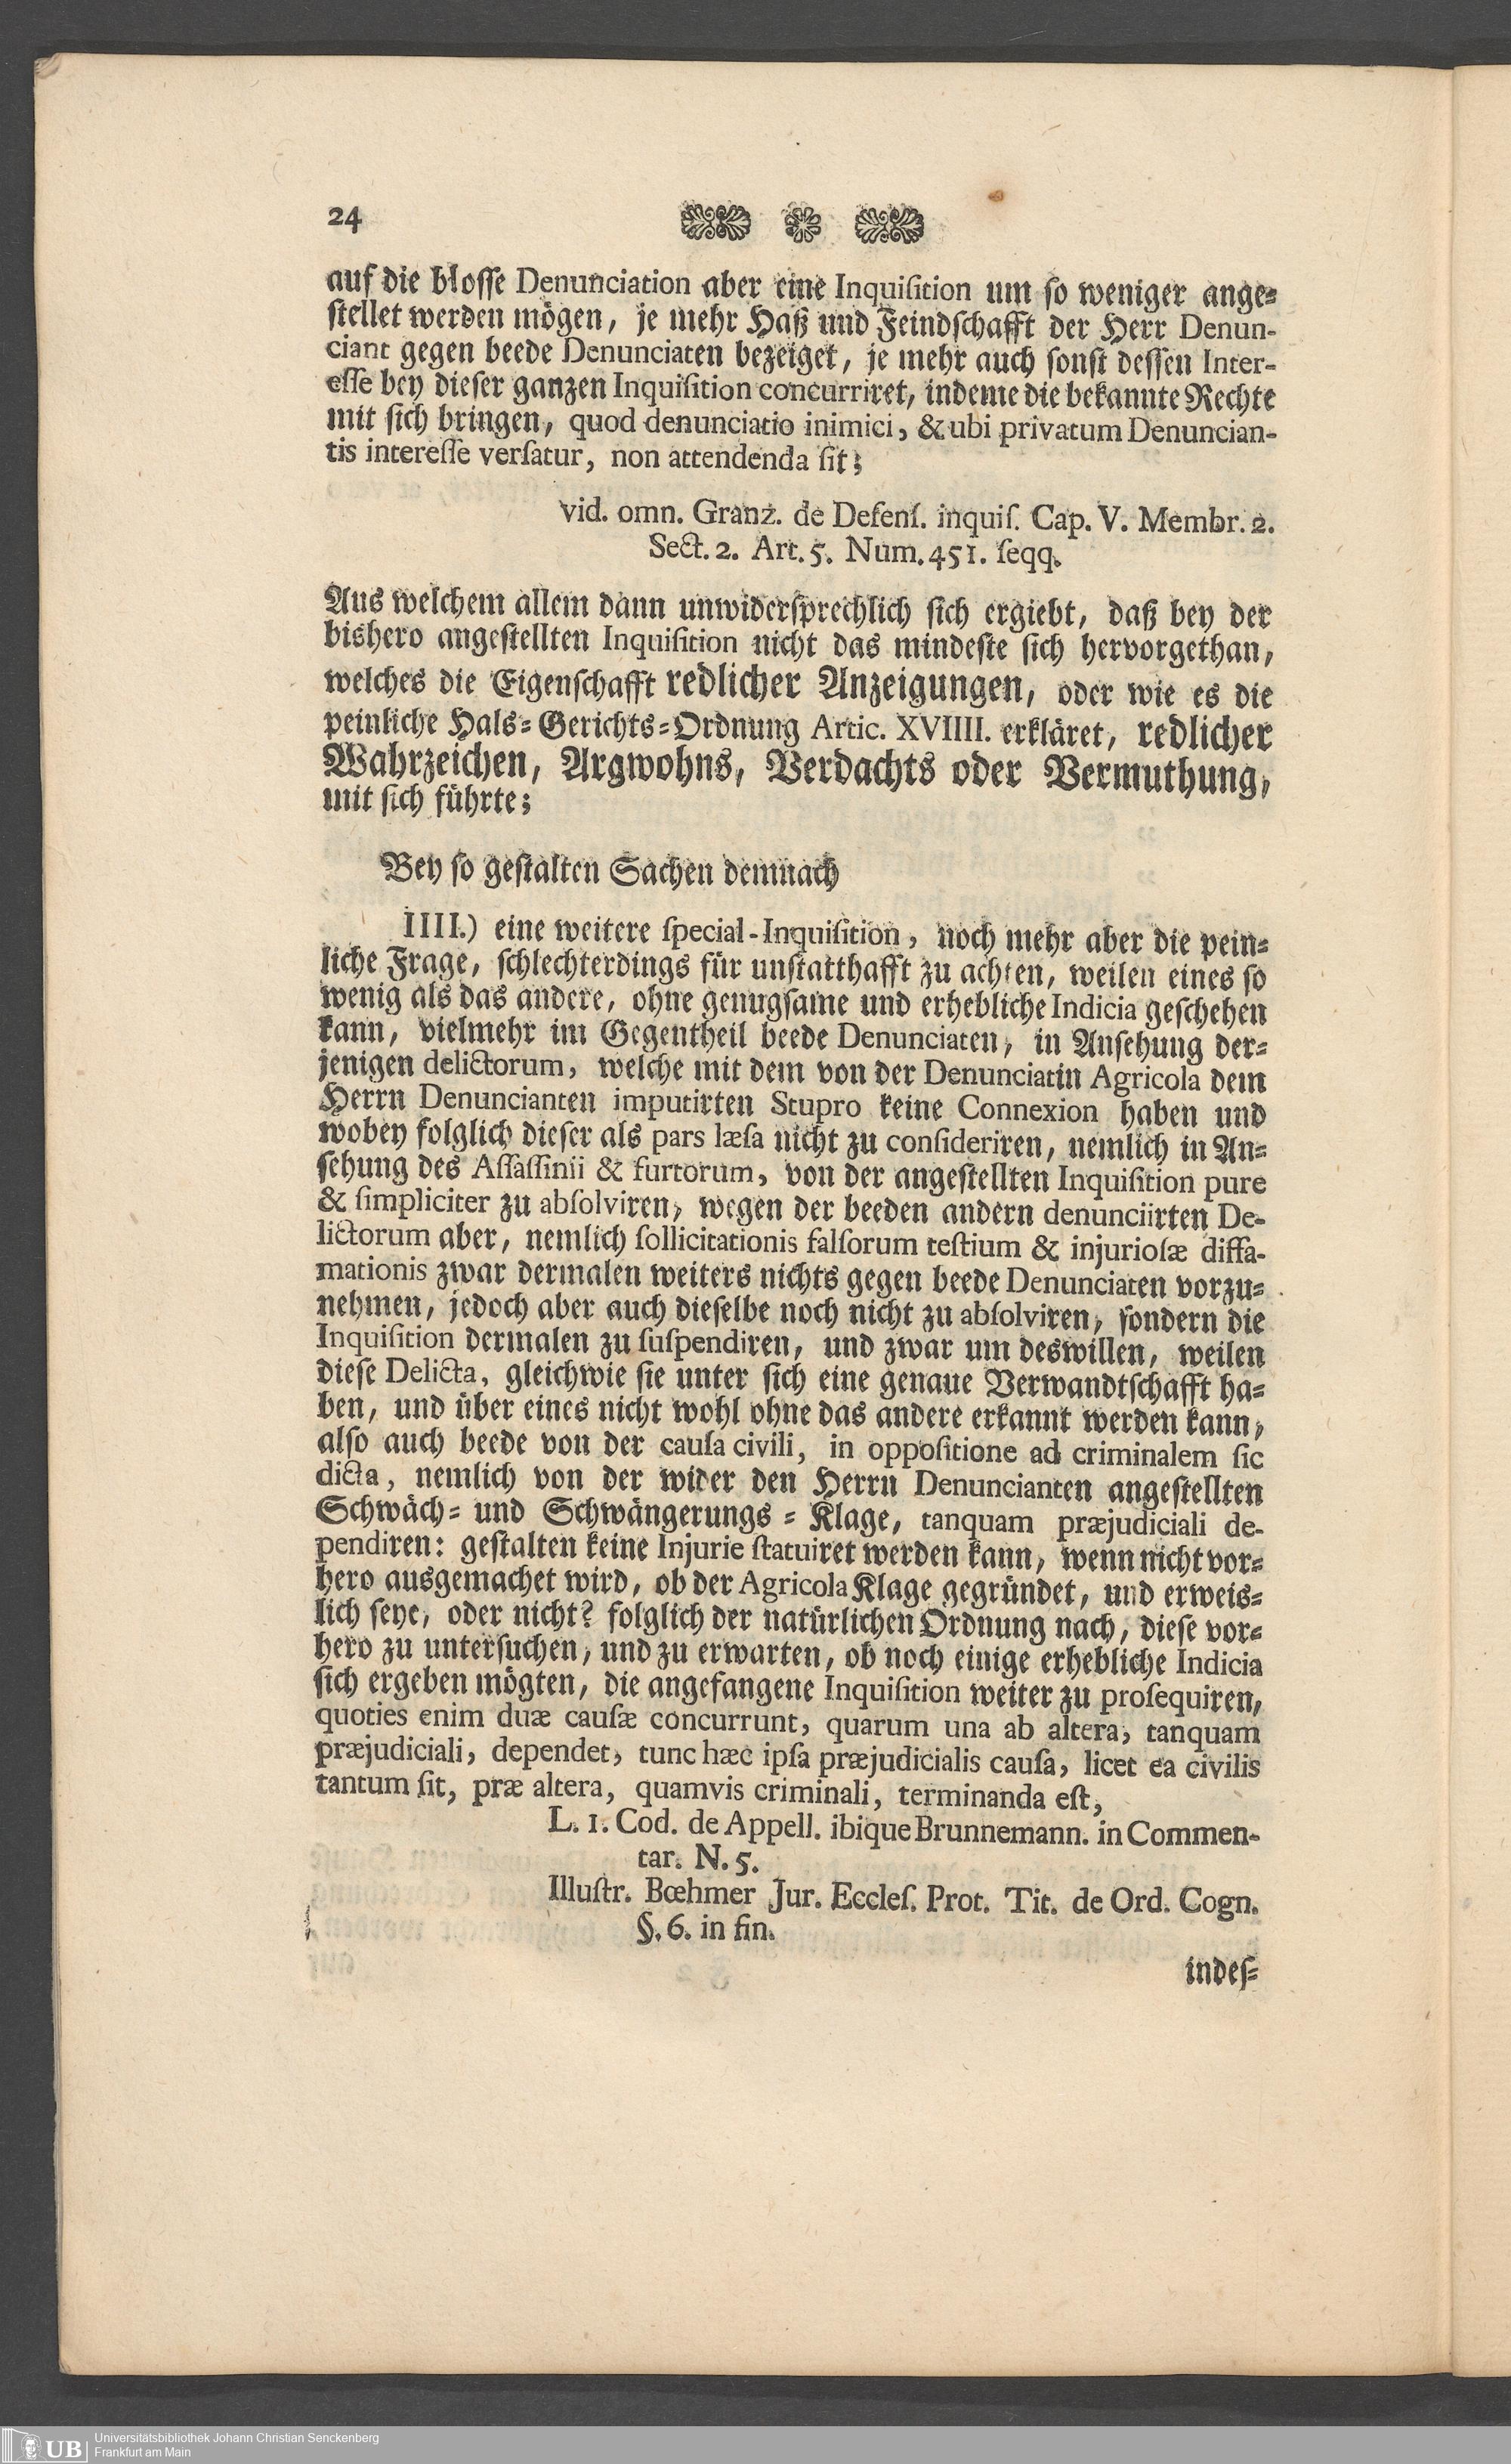 24
auf die blosse Denunciation aber eine Inquisition um so weniger ange-
stellet werden mögen, je mehr Haß und Feindschafft der Herr Denun-
ciant gegen beede Denunciaten bezeiget, je mehr auch sonst dessen Inter-
esse bey dieser ganzen Inquisition concurriret, indeme die bekannte Rechte
mit sich bringen, quod denunciatio inimici, & ubi privatum Denuncian-
tis interesse versatur, non attendenda sit;
vid. omn. Granz. de Defens. inquis. Cap. V. Membr. 2.
Sect. 2. Art. 5. Num. 451. seqq.
Aus welchem allem dann unwidersprechlich sich ergiebt, daß bey der
bishero angestellten Inquisition nicht das mindeste sich hervorgethan,
welches die Eigenschafft redlicher Anzeigungen, oder wie es die
peinliche Hals-Gerichts-Ordnung Artic. XVIIII. erkläret, redlicher
Wahrzeichen, Argwohns, Verdachts oder Vermuthung,
mit sich führte;
Bey so gestalten Sachen demnach
IIII.) eine weitere special-Inquisition, noch mehr aber die pein-
liche Frage, schlechterdings für unstatthafft zu achten, weilen eines so
wenig als das andere, ohne genugsame und erhebliche Indicia geschehen
kann, vielmehr im Gegentheil beede Denunciaten, in Ansehung der-
jenigen delictorum, welche mit dem von der Denunciatin Agricola dem
Herrn Denuncianten imputirten Stupro keine Connexion haben und
wobey folglich dieser als pars læsa nicht zu consideriren, nemlich in An-
sehung des Assassinii & furtorum, von der angestellten Inquisition pure
& simpliciter zu absolviren, wegen der beeden andern denunciirten De-
lictorum aber, nemlich sollicitationis falsorum testium & injuriosæ diffa-
mationis zwar dermalen weiters nichts gegen beede Denunciaten vorzu-
nehmen, jedoch aber auch dieselbe noch nicht zu absolviren, sondern die
Inquisition dermalen zu suspendiren, und zwar um deswillen, weilen
diese Delicta, gleichwie sie unter sich eine genaue Verwandtschafft ha-
ben, und über eines nicht wohl ohne das andere erkannt werden kann,
also auch beede von der causa civili, in oppositione ad criminalem sic
dicta, nemlich von der wider den Herrn Denuncianten angestellten
Schwäch- und Schwängerungs-Klage, tanquam præjudiciali de-
pendiren: gestalten keine Injurie statuiret werden kann, wenn nicht vor-
hero ausgemachet wird, ob der Agricola Klage gegründet, und erweis-
lich seye, oder nicht? folglich der natürlichen Ordnung nach, diese vor-
hero zu untersuchen, und zu erwarten, ob noch einige erhebliche Indicia
sich ergeben mögten, die angefangene Inquisition weiter zu prosequiren,
quoties enim duæ causæ concurrunt, quarum una ab altera, tanquam
præjudiciali, dependet, tunc hæc ipsa præjudicialis causa, licet ea civilis
tantum sit, præ altera, quamvis criminali, terminanda est,
L. 1. Cod. de Appell. ibique Brunnemann. in Commen-
tar. N. 5.
Illustr. Bœhmer Jur. Eccles. Prot. Tit. de Ord. Cogn.
§. 6. in fin.
indes-
UB Universitätsbibliothek Johann Christian Senckenberg
Frankfurt am Main